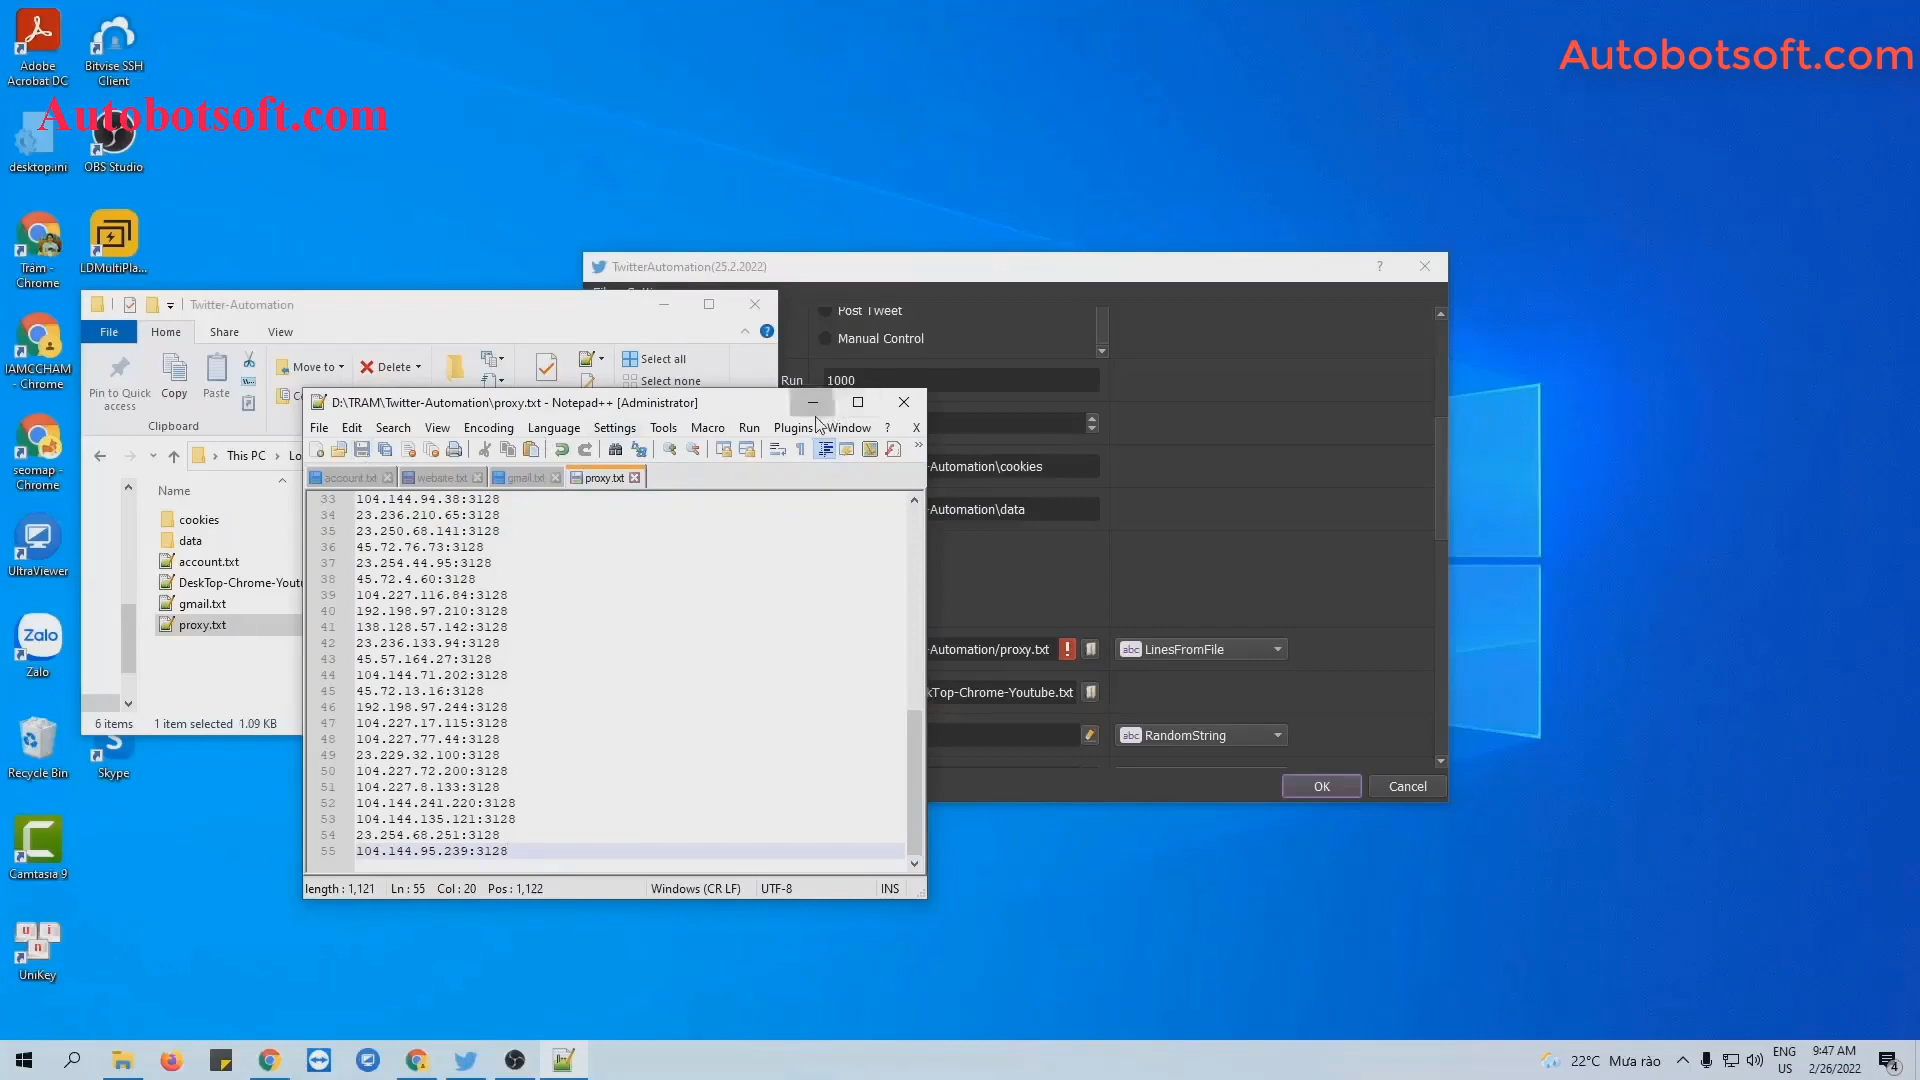 Adobe
Acrobat DC
Bitvise SSH
Client
Autobotsoft.com
Autobotsoft.com
desktop.ini
OBS Studio
Trâm -
Chrome
LDMultiPla...
IAMCCHAM
- Chrome
seomap -
Chrome
UltraViewer
Zalo
Zalo
Recycle Bin
Skype
Camtasia 9
UniKey
Twitter-Automation
File
Home
Share
View
Pin to Quick
access
Copy
Paste
Move to
Delete
Select all
Select none
Clipboard
This PC
Lo
Name
cookies
data
account.txt
DeskTop-Chrome-Youtu
gmail.txt
proxy.txt
6 items
1 item selected 1.09 KB
TwitterAutomation(25.2.2022)
Post Tweet
Manual Control
Run
1000
-Automation\cookies
-Automation\data
-Automation/proxy.txt
abc LinesFromFile
kTop-Chrome-Youtube.txt
abc RandomString
OK
Cancel
D:\TRAM\Twitter-Automation\proxy.txt - Notepad++ [Administrator]
File Edit Search View Encoding Language Settings Tools Macro Run Plugins Window ? X
account.txt
website.txt
gmail.txt
proxy.txt
33 104.144.94.38:3128
34 23.236.210.65:3128
35 23.250.68.141:3128
36 45.72.76.73:3128
37 23.254.44.95:3128
38 45.72.4.60:3128
39 104.227.116.84:3128
40 192.198.97.210:3128
41 138.128.57.142:3128
42 23.236.133.94:3128
43 45.57.164.27:3128
44 104.144.71.202:3128
45 45.72.13.16:3128
46 192.198.97.244:3128
47 104.227.17.115:3128
48 104.227.77.44:3128
49 23.229.32.100:3128
50 104.227.72.200:3128
51 104.227.8.133:3128
52 104.144.241.220:3128
53 104.144.135.121:3128
54 23.254.68.251:3128
55 104.144.95.239:3128
length : 1,121
Ln : 55 Col : 20 Pos : 1,122
Windows (CR LF)
UTF-8
INS
22°C Mưa rào
ENG
US
9:47 AM
2/26/2022
4